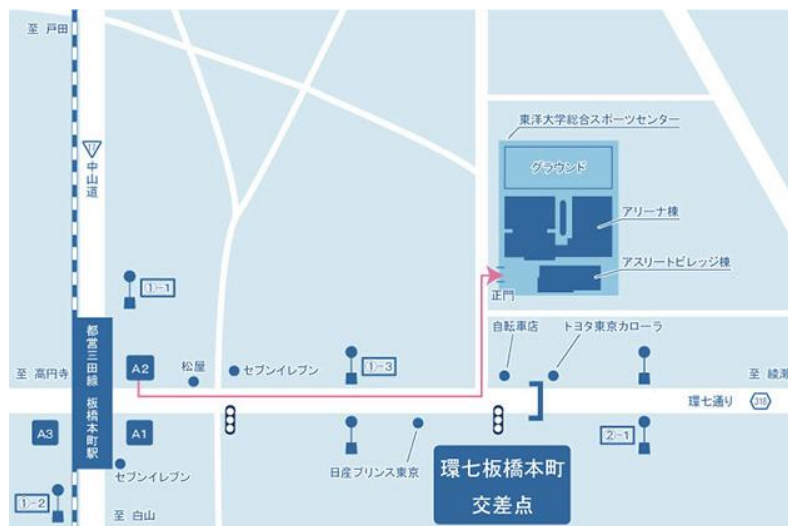 至 戸田
17
中山道
東洋大学総合スポーツセンター
グラウンド
アリーナ棟
アスリートビレッジ棟
正門
①-1
都営三田線 板橋本町駅
至 高円寺
A2
松屋
セブンイレブン
①-3
自転車店
トヨタ東京カローラ
至 綾瀬
環七通り
318
A3
A1
②-1
セブンイレブン
日産プリンス東京
環七板橋本町
交差点
①-2
至 白山